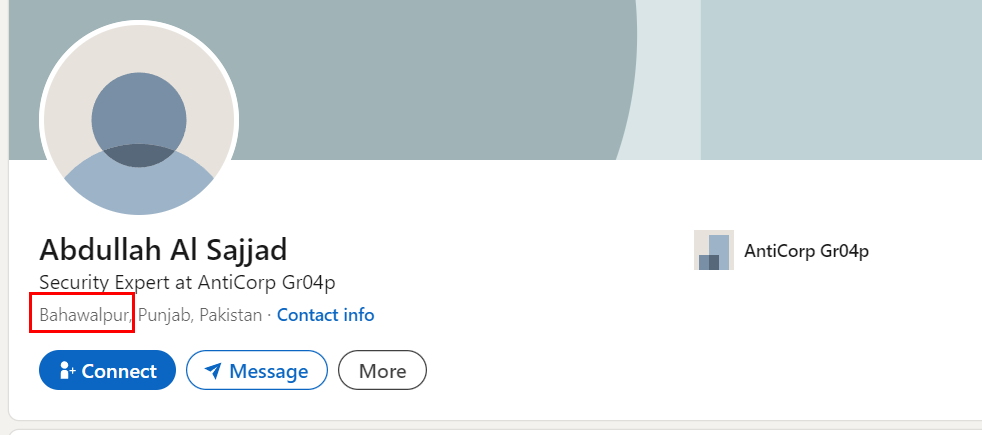 Abdullah Al Sajjad
AntiCorp Gr04p
Security Expert at AntiCorp Gr04p
Bahawalpur, Punjab, Pakistan · Contact info
Connect
Message
More